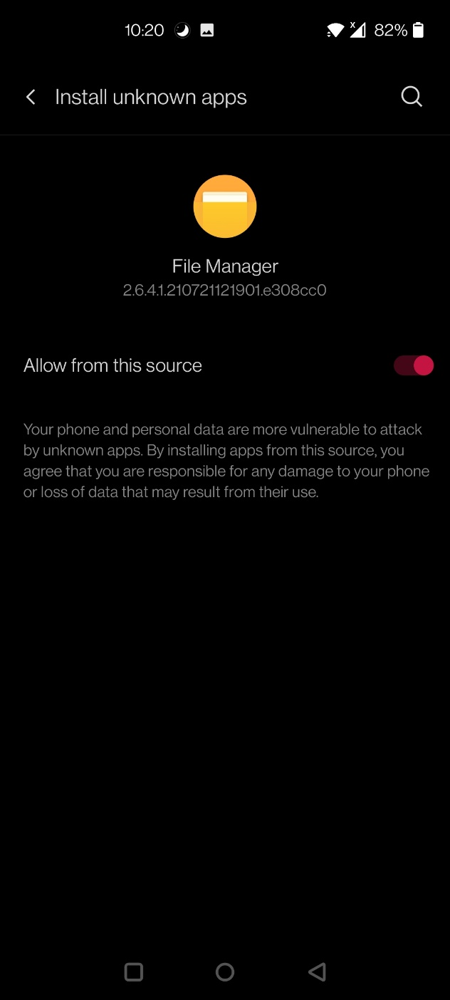 10:20
x
82%
Install unknown apps
File Manager
2.6.4.1.210721121901.e308cc0
Allow from this source
Your phone and personal data are more vulnerable to attack
by unknown apps. By installing apps from this source, you
agree that you are responsible for any damage to your phone
or loss of data that may result from their use.